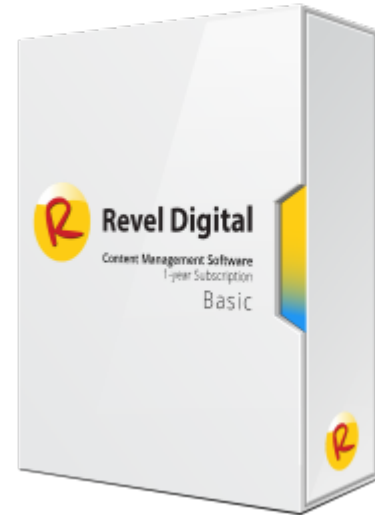 R Revel Digital
Content Management Software
1-year Subscription
Basic
R